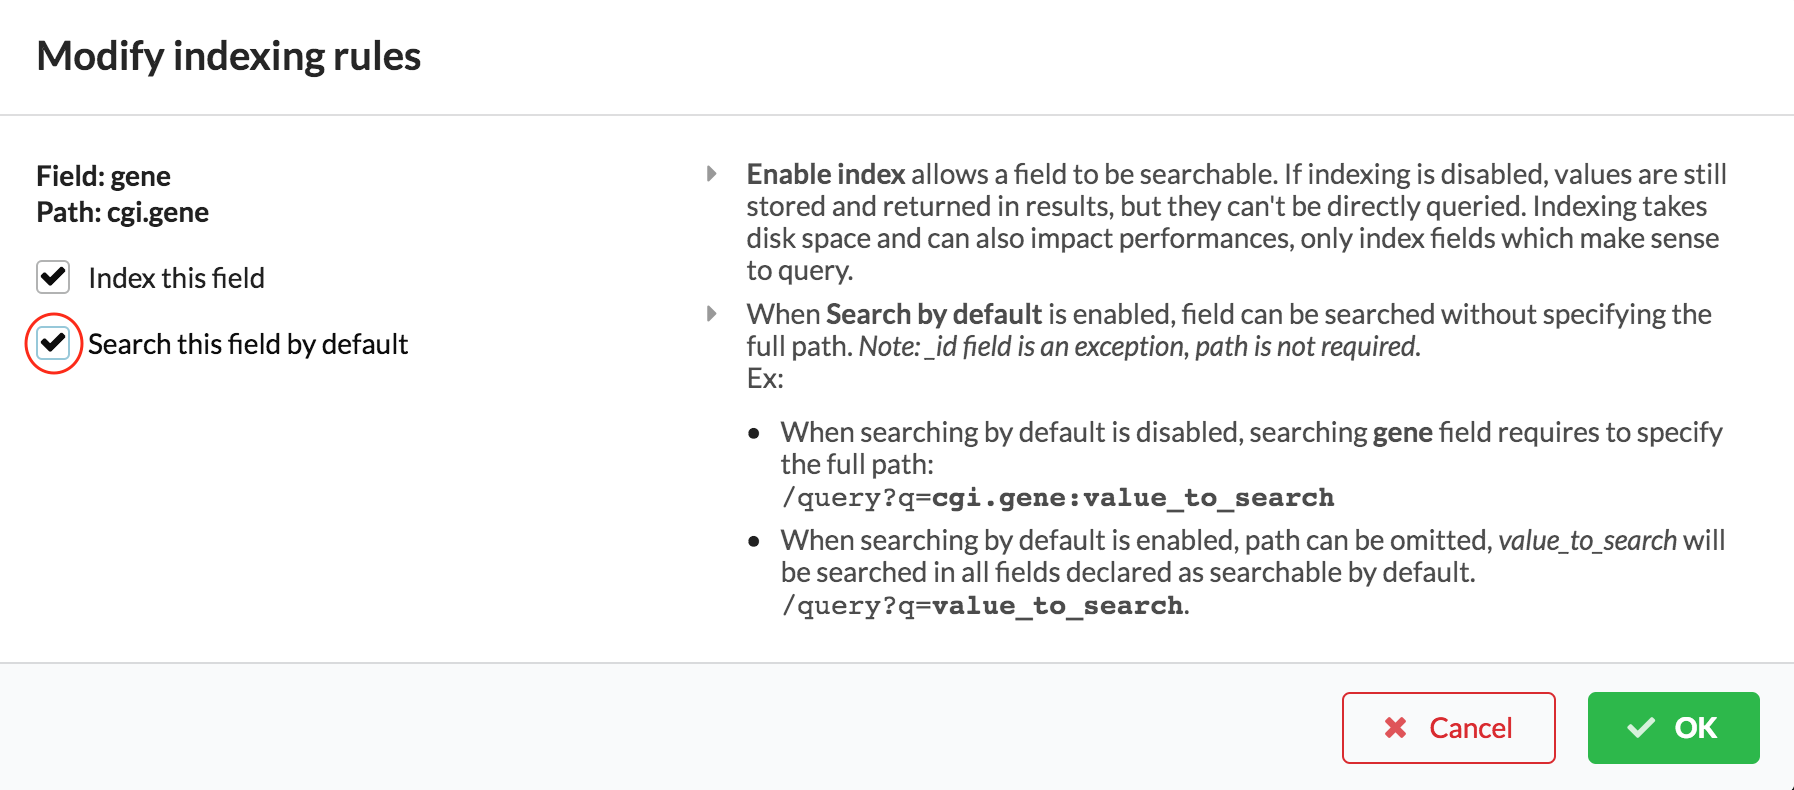 Modify indexing rules
Field: gene
Path: cgi.gene
Index this field
Search this field by default
Enable index allows a field to be searchable. If indexing is disabled, values are still
stored and returned in results, but they can't be directly queried. Indexing takes
disk space and can also impact performances, only index fields which make sense
to query.
When Search by default is enabled, field can be searched without specifying the
full path. Note: _id field is an exception, path is not required.
Ex:
When searching by default is disabled, searching gene field requires to specify
the full path:
/query?q=cgi.gene:value_to_search
When searching by default is enabled, path can be omitted, value_to_search will
be searched in all fields declared as searchable by default.
/query?q=value_to_search.
Cancel
OK